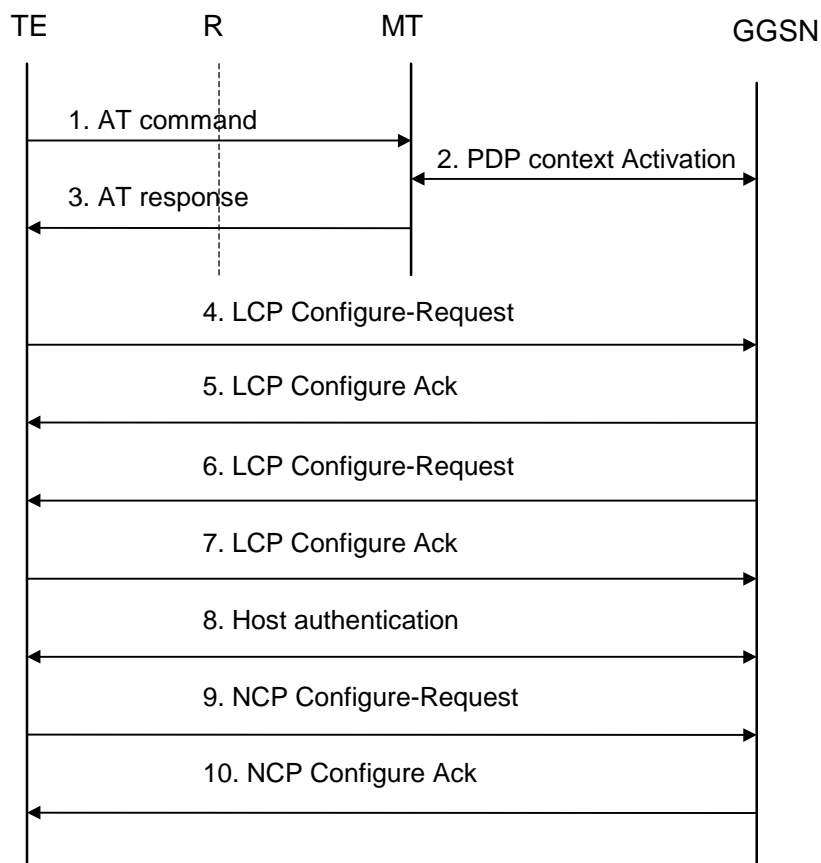 TE R MT GGSN
1. AT command
2. PDP context Activation
3. AT response
4. LCP Configure-Request
5. LCP Configure Ack
6. LCP Configure-Request
7. LCP Configure Ack
8. Host authentication
9. NCP Configure-Request
10. NCP Configure Ack